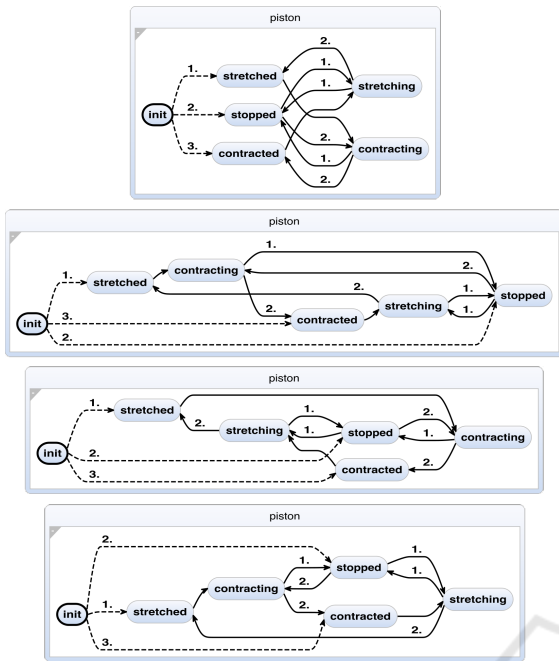 piston
2.
1. stretched 1.
stretching
1.
init 2. stopped
2.
contracting
3. contracted 1.
2.
piston
1.
1. contracting 2.
stretched
2. 1.
stretching stopped
3. 2. contracted 1.
init
2.
piston
1. stretched
1. 2.
2. stretching stopped
1. 1. contracting
init 2.
3. contracted 2.
piston
2. 1.
stopped
1. 1.
contracting 2.
stretching
1. 2.
init stretched contracted
3. 2.